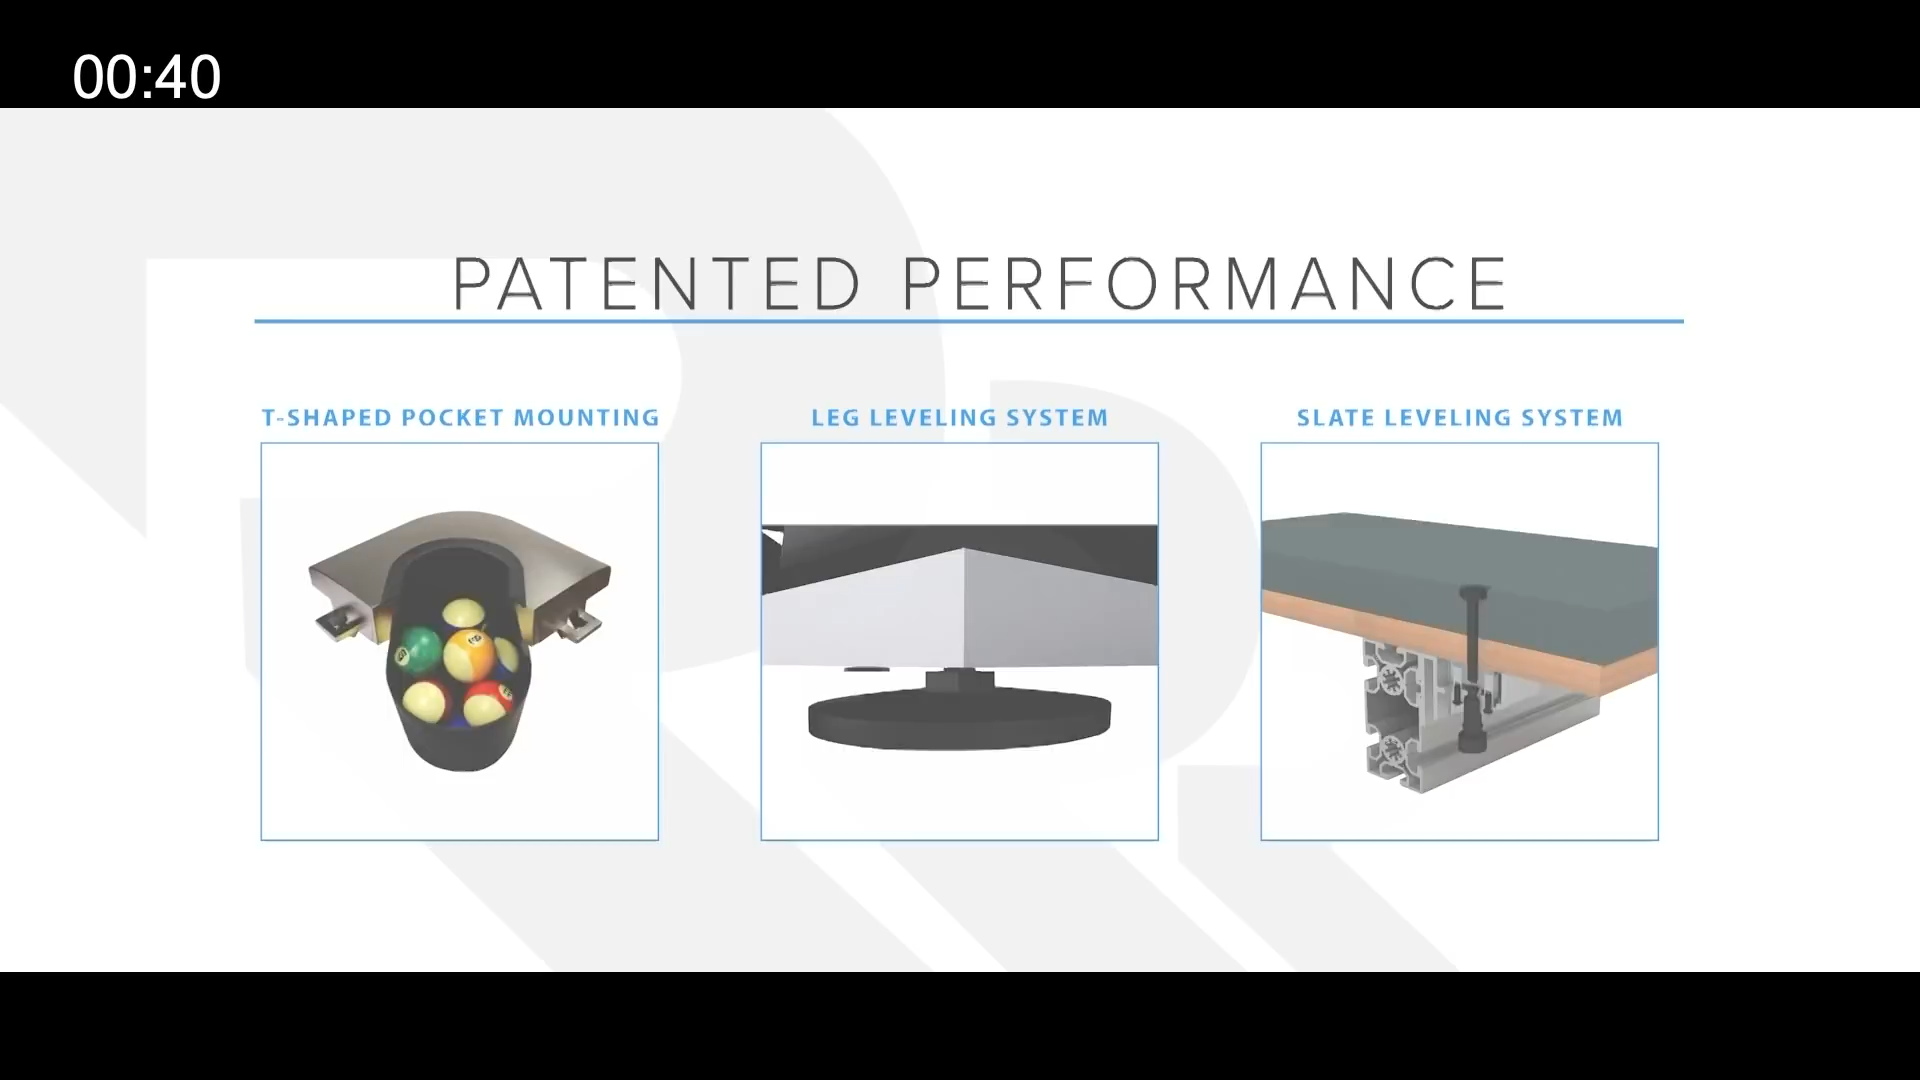 00:40
PATENTED PERFORMANCE
T-SHAPED POCKET MOUNTING
LEG LEVELING SYSTEM
SLATE LEVELING SYSTEM